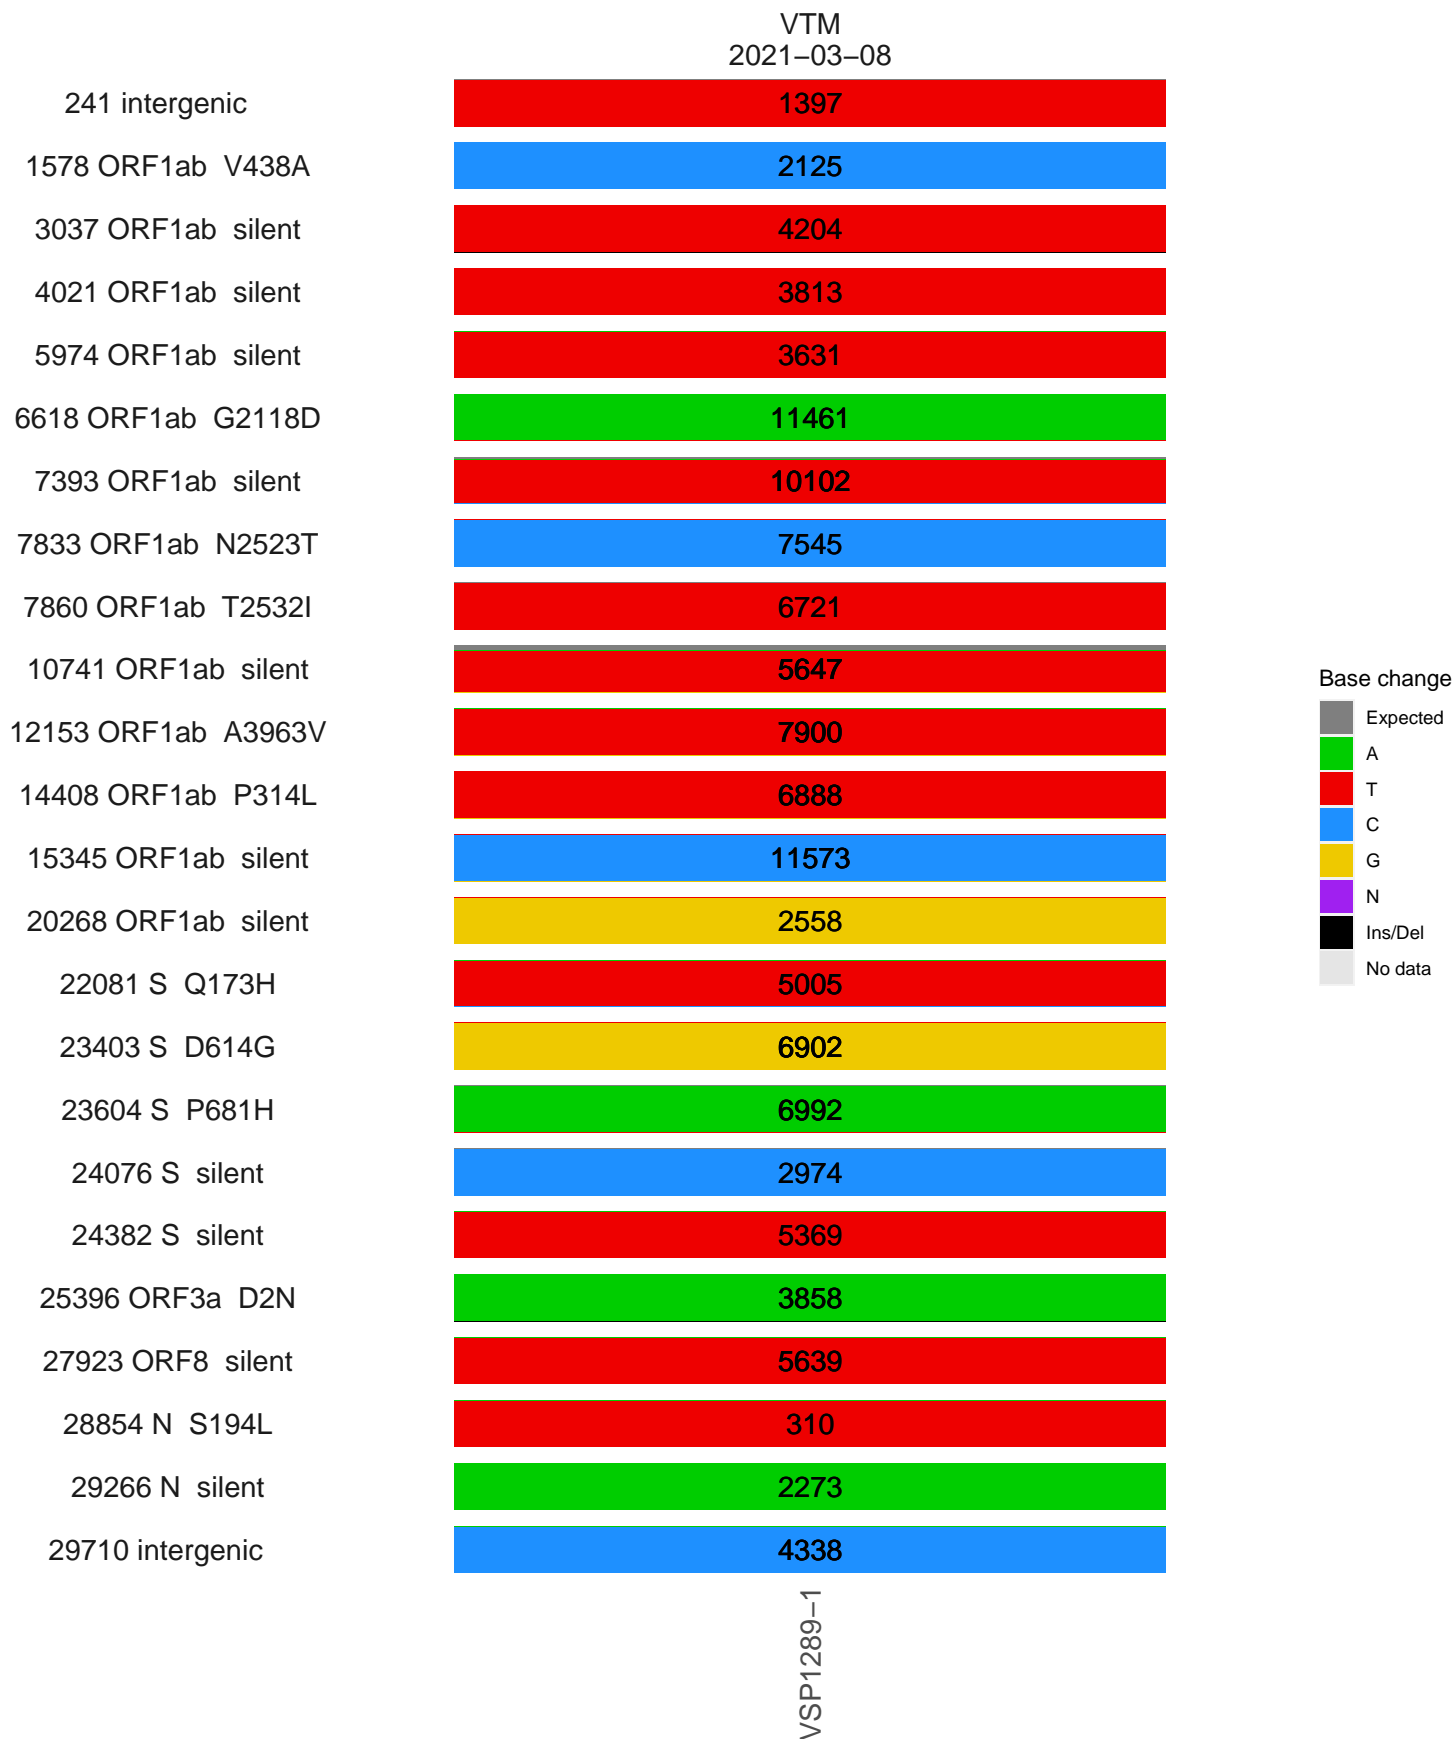 VTM
2021−03−08
241 intergenic 1397
1578 ORF1ab V438A 2125
3037 ORF1ab silent 4204
4021 ORF1ab silent 3813
5974 ORF1ab silent 3631
6618 ORF1ab G2118D 11461
7393 ORF1ab silent 10102
7833 ORF1ab N2523T 7545
7860 ORF1ab T2532I 6721
10741 ORF1ab silent 5647
12153 ORF1ab A3963V 7900
14408 ORF1ab P314L 6888
15345 ORF1ab silent 11573
20268 ORF1ab silent 2558
22081 S Q173H 5005
23403 S D614G 6902
23604 S P681H 6992
24076 S silent 2974
24382 S silent 5369
25396 ORF3a D2N 3858
27923 ORF8 silent 5639
28854 N S194L 310
29266 N silent 2273
29710 intergenic 4338
VSP1289−1
Base change
Expected
A
T
C
G
N
Ins/Del
No data